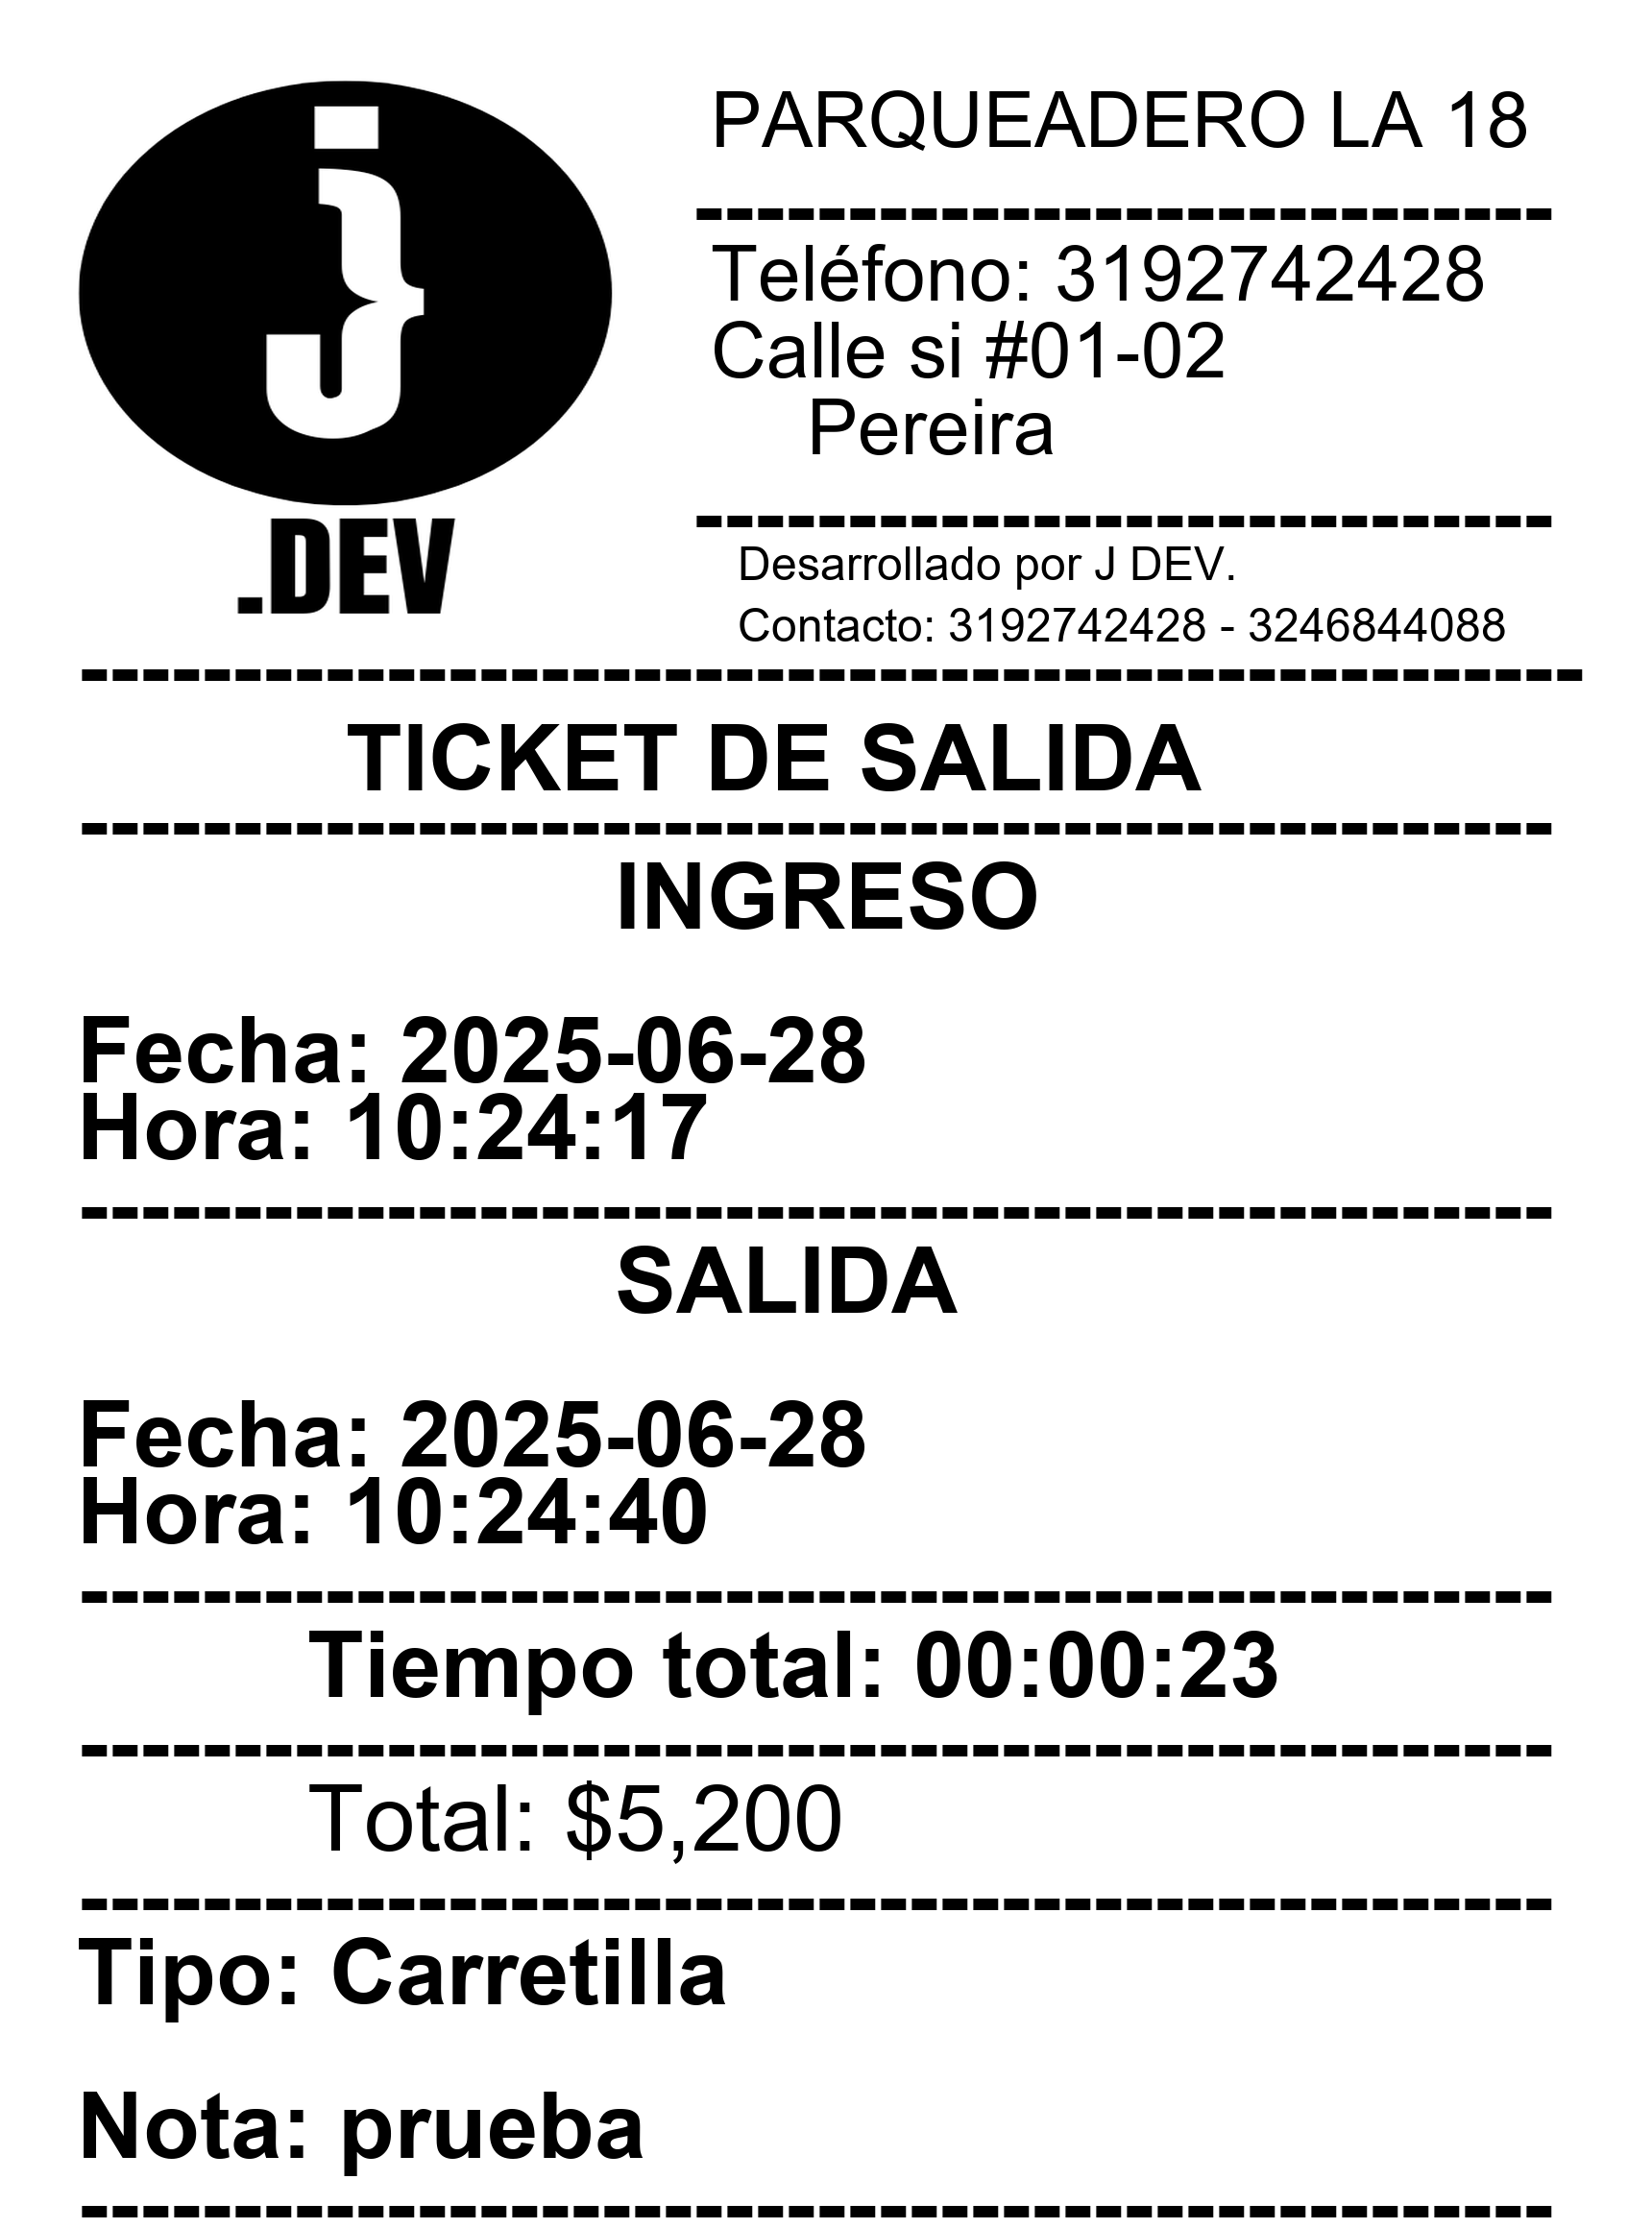 j
.DEV
PARQUEADERO LA 18
----------------------------
Teléfono: 3192742428
Calle si #01-02
Pereira
----------------------------
Desarrollado por J DEV.
Contacto: 3192742428 - 3246844088
-------------------------------------------------
TICKET DE SALIDA
------------------------------------------------
INGRESO
Fecha: 2025-06-28
Hora: 10:24:17
------------------------------------------------
SALIDA
Fecha: 2025-06-28
Hora: 10:24:40
------------------------------------------------
Tiempo total: 00:00:23
------------------------------------------------
Total: $5,200
------------------------------------------------
Tipo: Carretilla
Nota: prueba
------------------------------------------------